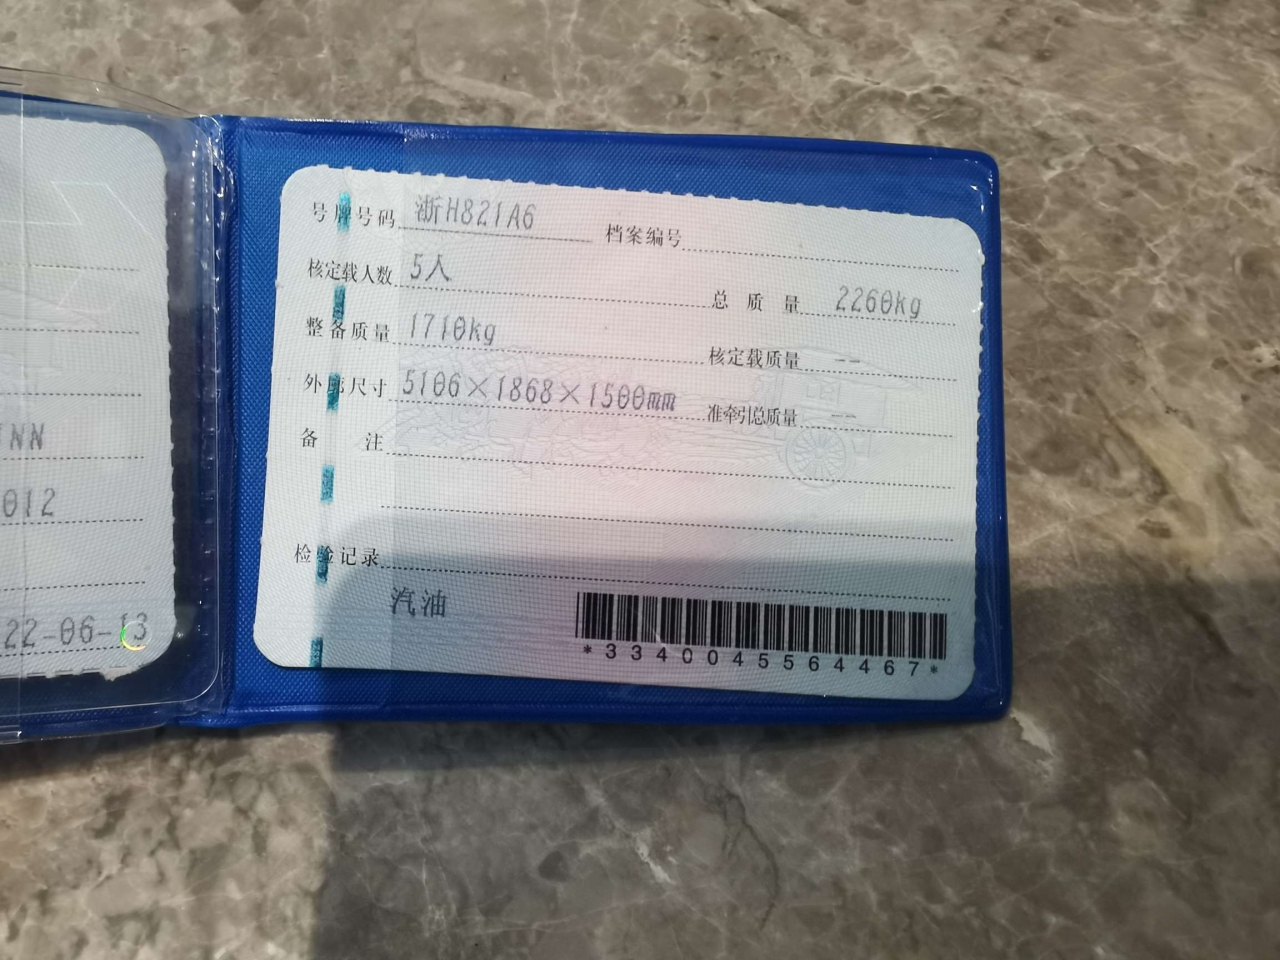 号牌号码 浙H821A6 档案编号
核定载人数 5人 总质量 2260kg
整备质量 1710kg 核定载质量 --
外廓尺寸 5106×1868×1500mm 准牵引总质量 --
备注
检验记录
汽油
*3340045564467*
NN
012
22-06-13